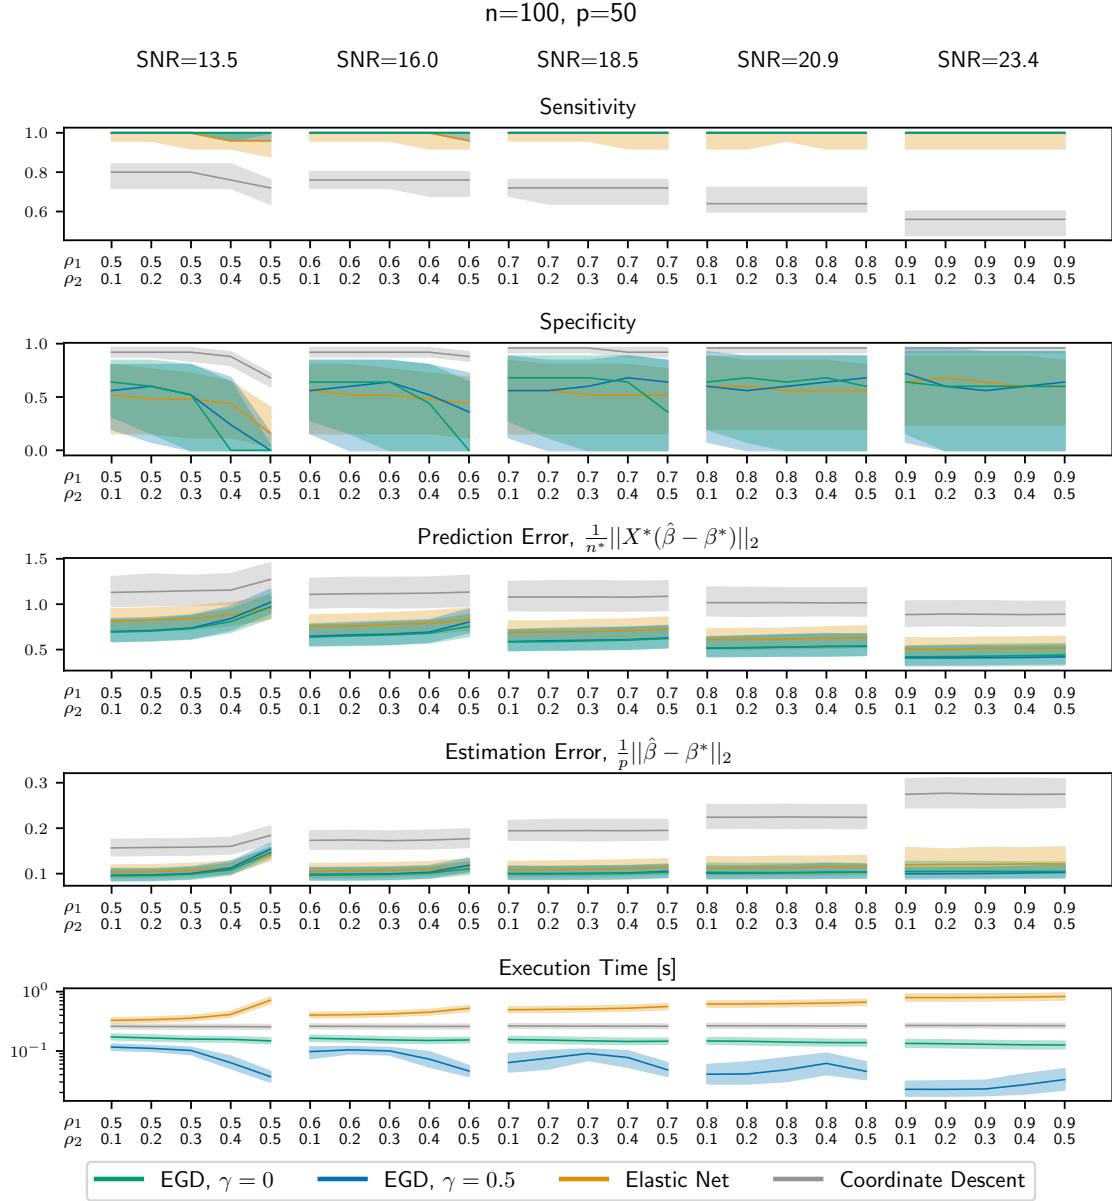 n=100, p=50
SNR=13.5 SNR=16.0 SNR=18.5 SNR=20.9 SNR=23.4
Sensitivity
1.0
0.8
0.6
ρ1 0.5 0.5 0.5 0.5 0.5 0.6 0.6 0.6 0.6 0.6 0.7 0.7 0.7 0.7 0.7 0.8 0.8 0.8 0.8 0.8 0.9 0.9 0.9 0.9 0.9
ρ2 0.1 0.2 0.3 0.4 0.5 0.1 0.2 0.3 0.4 0.5 0.1 0.2 0.3 0.4 0.5 0.1 0.2 0.3 0.4 0.5 0.1 0.2 0.3 0.4 0.5
Specificity
1.0
0.5
0.0
ρ1 0.5 0.5 0.5 0.5 0.5 0.6 0.6 0.6 0.6 0.6 0.7 0.7 0.7 0.7 0.7 0.8 0.8 0.8 0.8 0.8 0.9 0.9 0.9 0.9 0.9
ρ2 0.1 0.2 0.3 0.4 0.5 0.1 0.2 0.3 0.4 0.5 0.1 0.2 0.3 0.4 0.5 0.1 0.2 0.3 0.4 0.5 0.1 0.2 0.3 0.4 0.5
Prediction Error, 1/n* ||X*(β̂ − β*)||2
1.5
1.0
0.5
ρ1 0.5 0.5 0.5 0.5 0.5 0.6 0.6 0.6 0.6 0.6 0.7 0.7 0.7 0.7 0.7 0.8 0.8 0.8 0.8 0.8 0.9 0.9 0.9 0.9 0.9
ρ2 0.1 0.2 0.3 0.4 0.5 0.1 0.2 0.3 0.4 0.5 0.1 0.2 0.3 0.4 0.5 0.1 0.2 0.3 0.4 0.5 0.1 0.2 0.3 0.4 0.5
Estimation Error, 1/p ||β̂ − β*||2
0.3
0.2
0.1
ρ1 0.5 0.5 0.5 0.5 0.5 0.6 0.6 0.6 0.6 0.6 0.7 0.7 0.7 0.7 0.7 0.8 0.8 0.8 0.8 0.8 0.9 0.9 0.9 0.9 0.9
ρ2 0.1 0.2 0.3 0.4 0.5 0.1 0.2 0.3 0.4 0.5 0.1 0.2 0.3 0.4 0.5 0.1 0.2 0.3 0.4 0.5 0.1 0.2 0.3 0.4 0.5
Execution Time [s]
10⁰
10⁻¹
ρ1 0.5 0.5 0.5 0.5 0.5 0.6 0.6 0.6 0.6 0.6 0.7 0.7 0.7 0.7 0.7 0.8 0.8 0.8 0.8 0.8 0.9 0.9 0.9 0.9 0.9
ρ2 0.1 0.2 0.3 0.4 0.5 0.1 0.2 0.3 0.4 0.5 0.1 0.2 0.3 0.4 0.5 0.1 0.2 0.3 0.4 0.5 0.1 0.2 0.3 0.4 0.5
EGD, γ = 0 EGD, γ = 0.5 Elastic Net Coordinate Descent